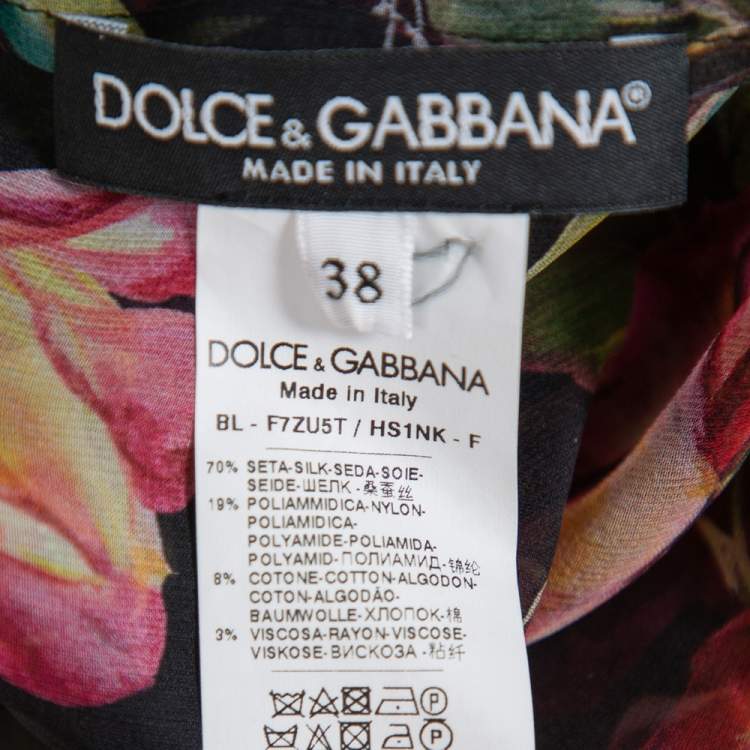 DOLCE & GABBANA©
MADE IN ITALY
38
DOLCE & GABBANA
Made in Italy
BL - F7ZU5T / HS1NK - F
70% SETA-SILK-SEDA-SOIE-
SEIDE-ШЕЛК-桑蚕丝
19% POLIAMMIDICA-NYLON-
POLIAMIDICA-
POLYAMIDE-POLIAMIDA-
POLYAMID-ПОЛИАМИД-锦纶
8% COTONE-COTTON-ALGODON-
COTON-ALGODÃO-
BAUMWOLLE-ХЛОПОК-棉
3% VISCOSA-RAYON-VISCOSE-
VISKOSE-ВИСКОЗА-粘纤